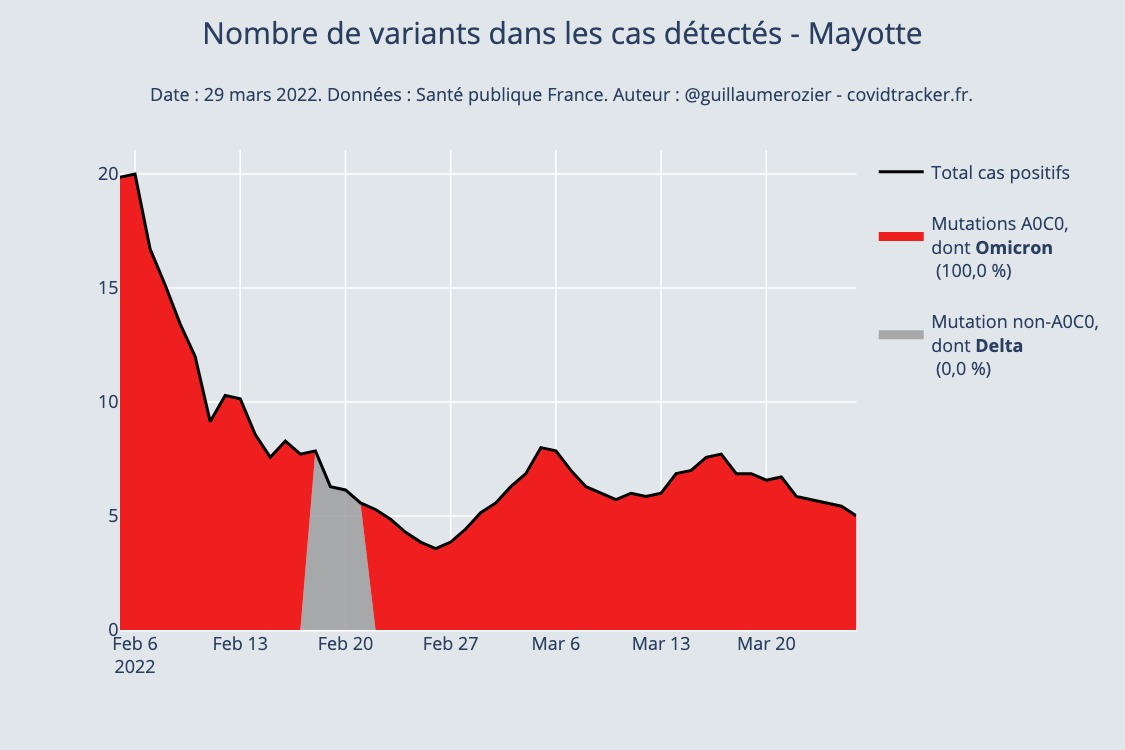 Nombre de variants dans les cas détectés - Mayotte
Date : 29 mars 2022. Données : Santé publique France. Auteur : @guillaumerozier - covidtracker.fr.
20
15
10
5
0
Feb 6
2022
Feb 13
Feb 20
Feb 27
Mar 6
Mar 13
Mar 20
Total cas positifs
Mutations A0C0,
dont Omicron
(100,0 %)
Mutation non-A0C0,
dont Delta
(0,0 %)